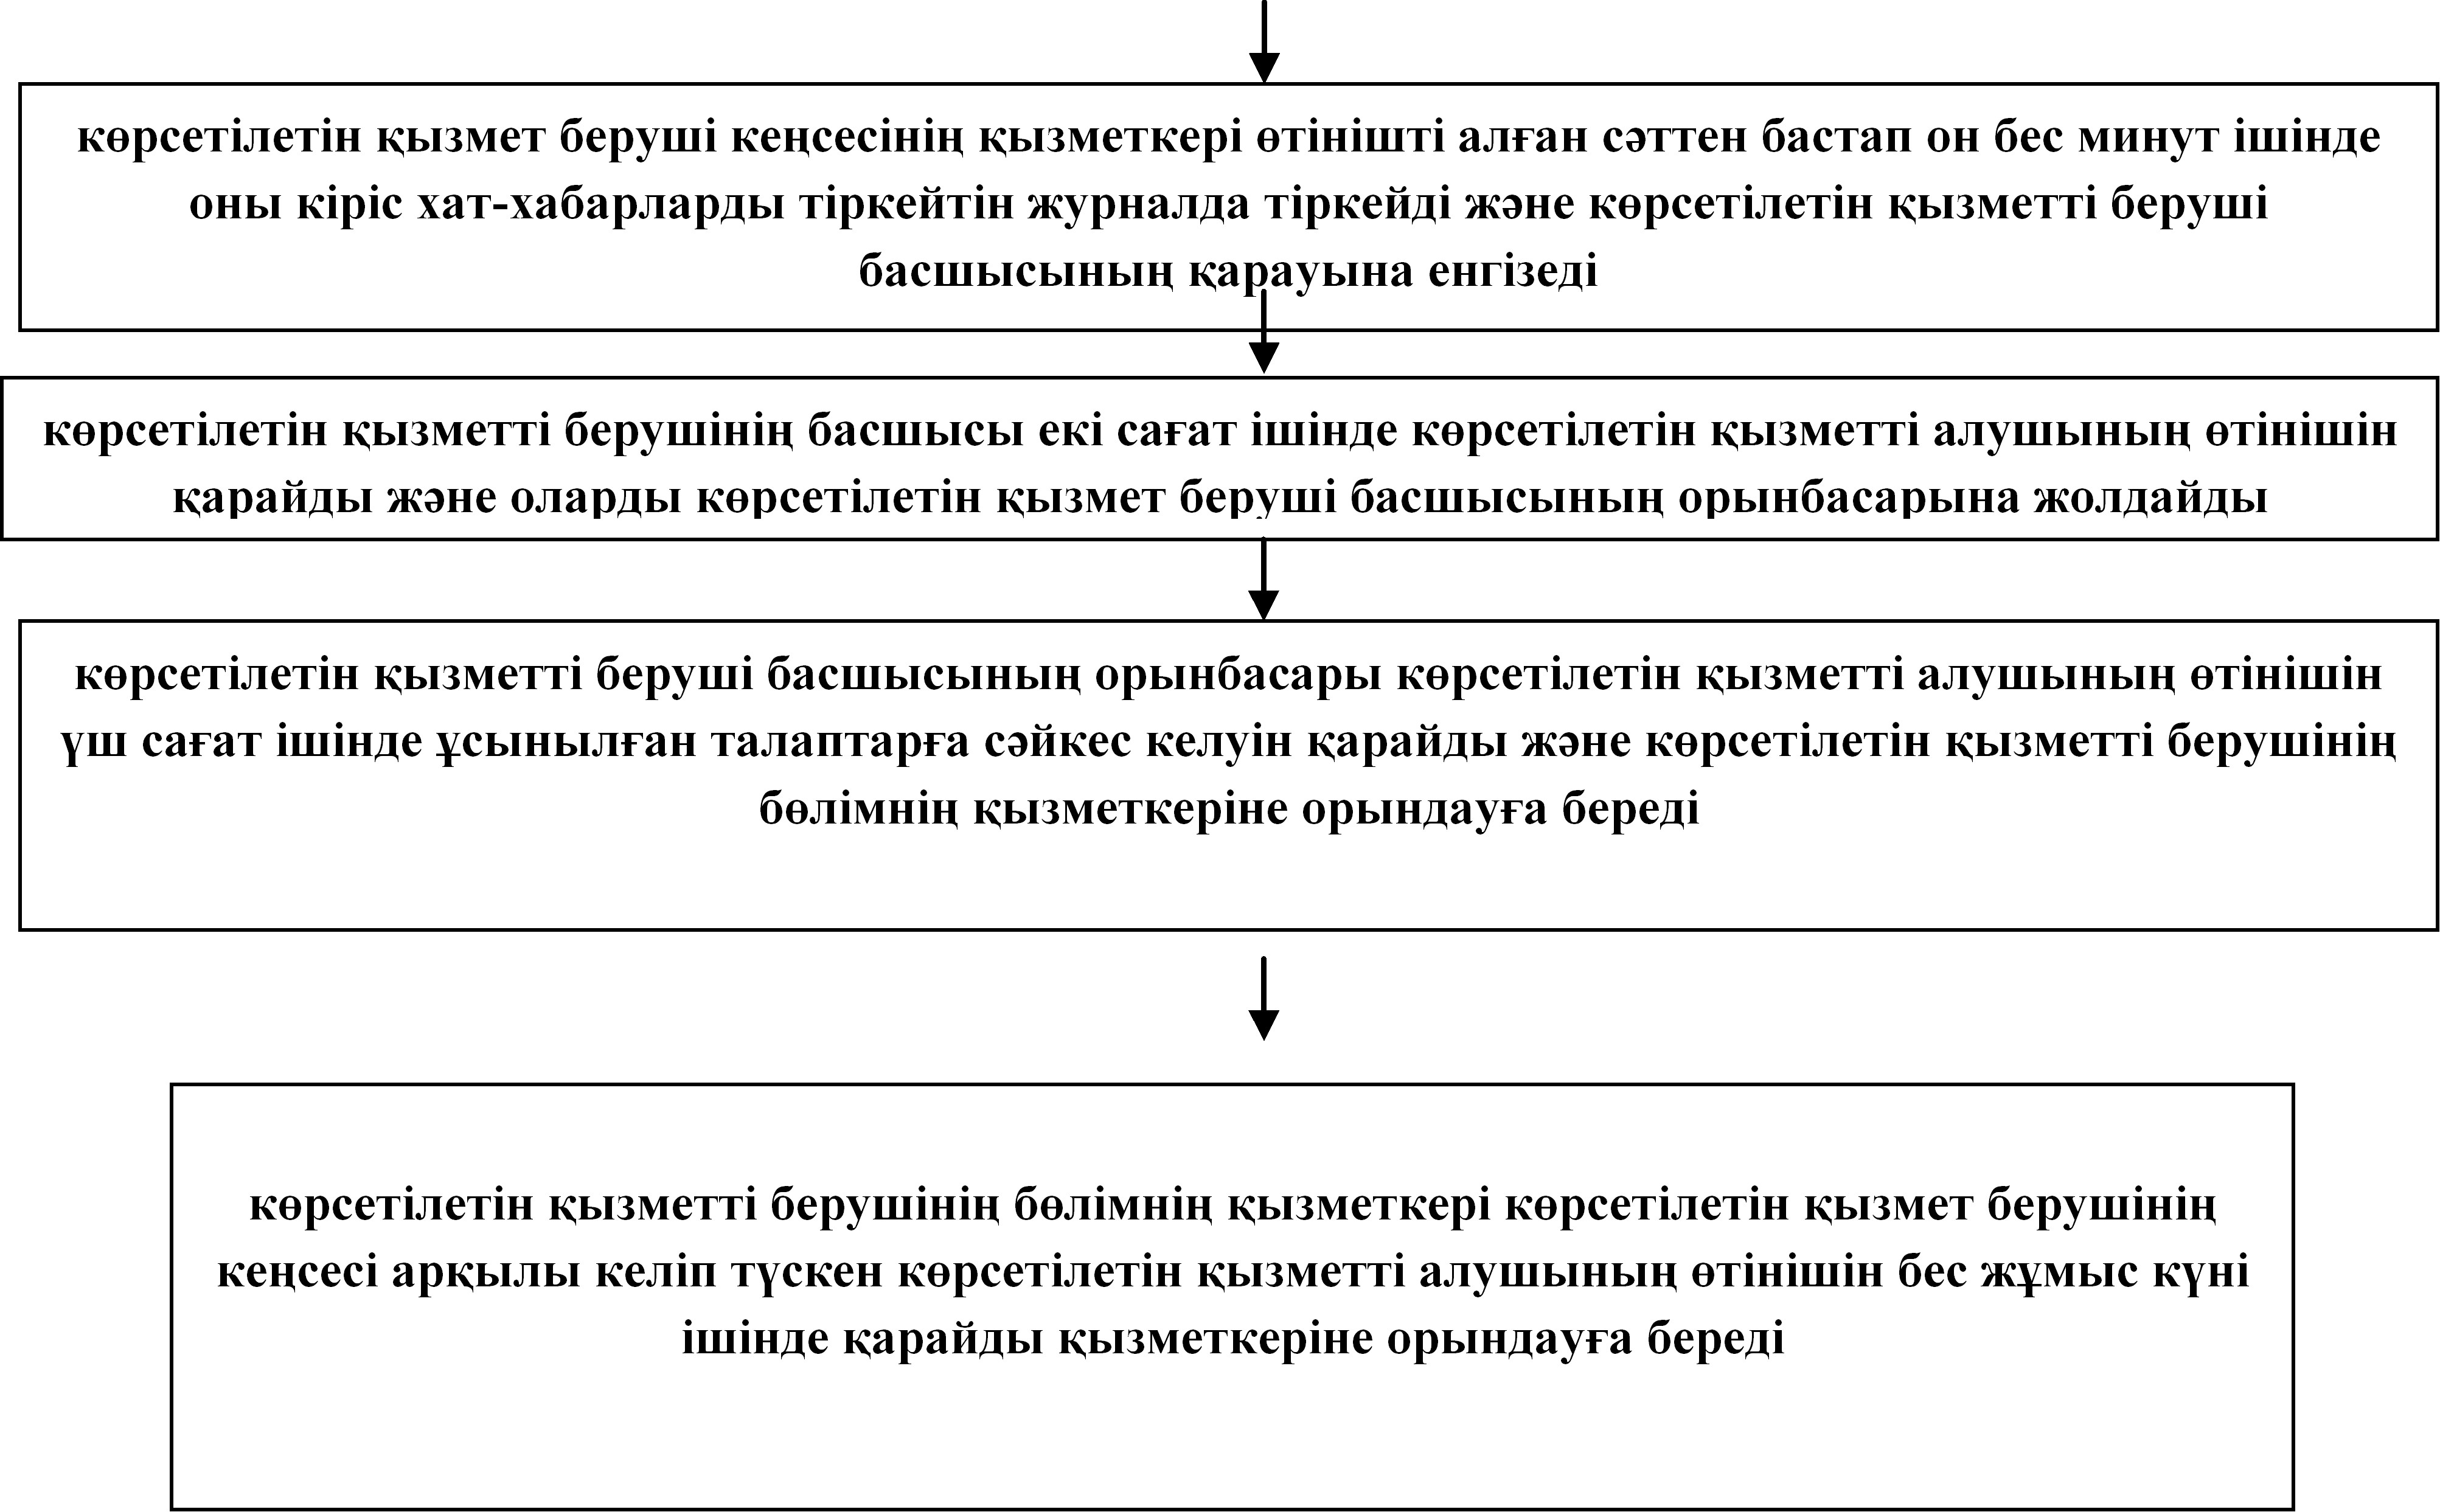 көрсетілетін қызмет беруші кеңсесінің қызметкері өтінішті алған сәттен бастап он бес минут ішінде
оны кіріс хат-хабарларды тіркейтін журналда тіркейді және көрсетілетін қызметті беруші
басшысының қарауына енгізеді
көрсетілетін қызметті берушінің басшысы екі сағат ішінде көрсетілетін қызметті алушының өтінішін
қарайды және оларды көрсетілетін қызмет беруші басшысының орынбасарына жолдайды
көрсетілетін қызметті беруші басшысының орынбасары көрсетілетін қызметті алушының өтінішін
үш сағат ішінде ұсынылған талаптарға сәйкес келуін қарайды және көрсетілетін қызметті берушінің
бөлімнің қызметкеріне орындауға береді
көрсетілетін қызметті берушінің бөлімнің қызметкері көрсетілетін қызмет берушінің
кеңсесі арқылы келіп түскен көрсетілетін қызметті алушының өтінішін бес жұмыс күні
ішінде қарайды қызметкеріне орындауға береді